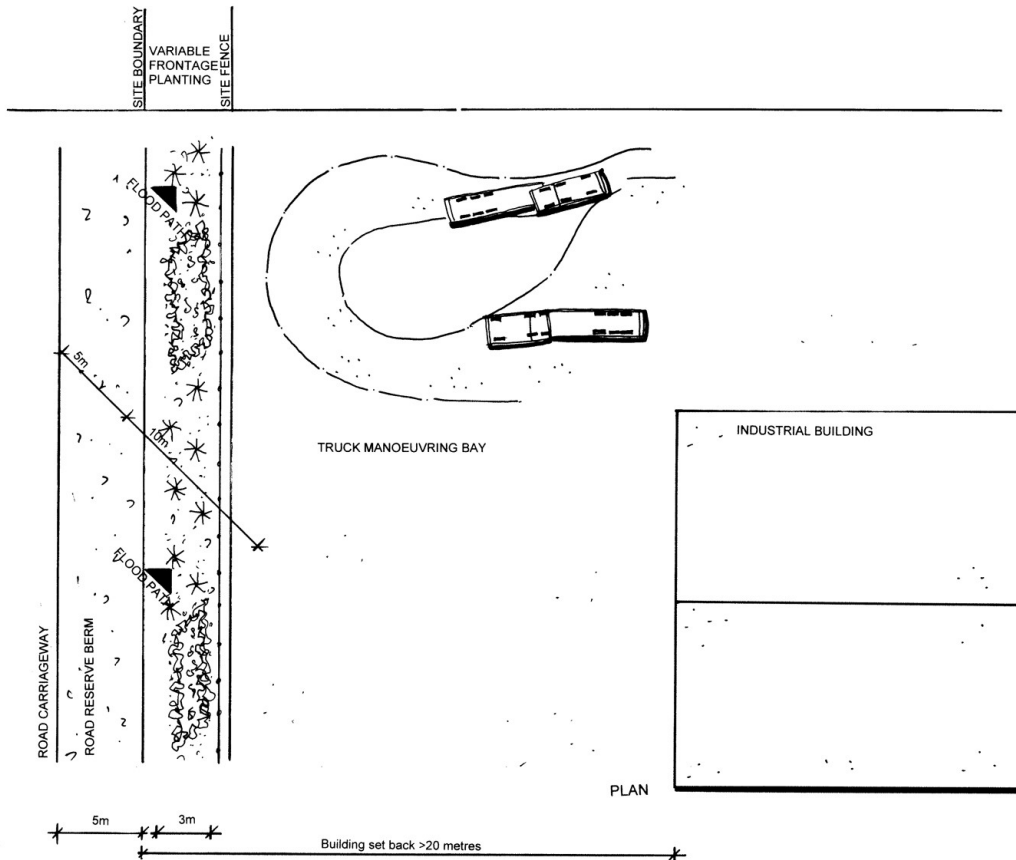 SITE BOUNDARY
VARIABLE
FRONTAGE
PLANTING
SITE FENCE
FLOOD PATH
5m
10m
TRUCK MANOEUVRING BAY
INDUSTRIAL BUILDING
FLOOD PATH
ROAD CARRIAGEWAY
ROAD RESERVE BERM
PLAN
5m
3m
Building set back >20 metres